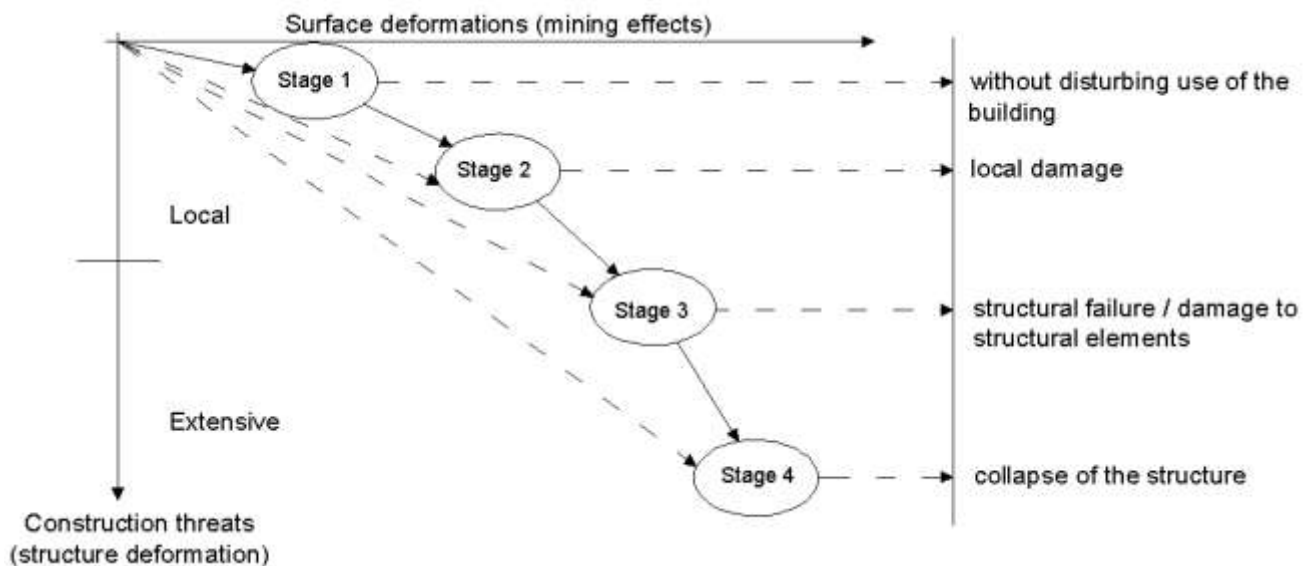 Surface deformations (mining effects)
Stage 1
without disturbing use of the
building
Stage 2
local damage
Local
Stage 3
structural failure / damage to
structural elements
Extensive
Stage 4
collapse of the structure
Construction threats
(structure deformation)